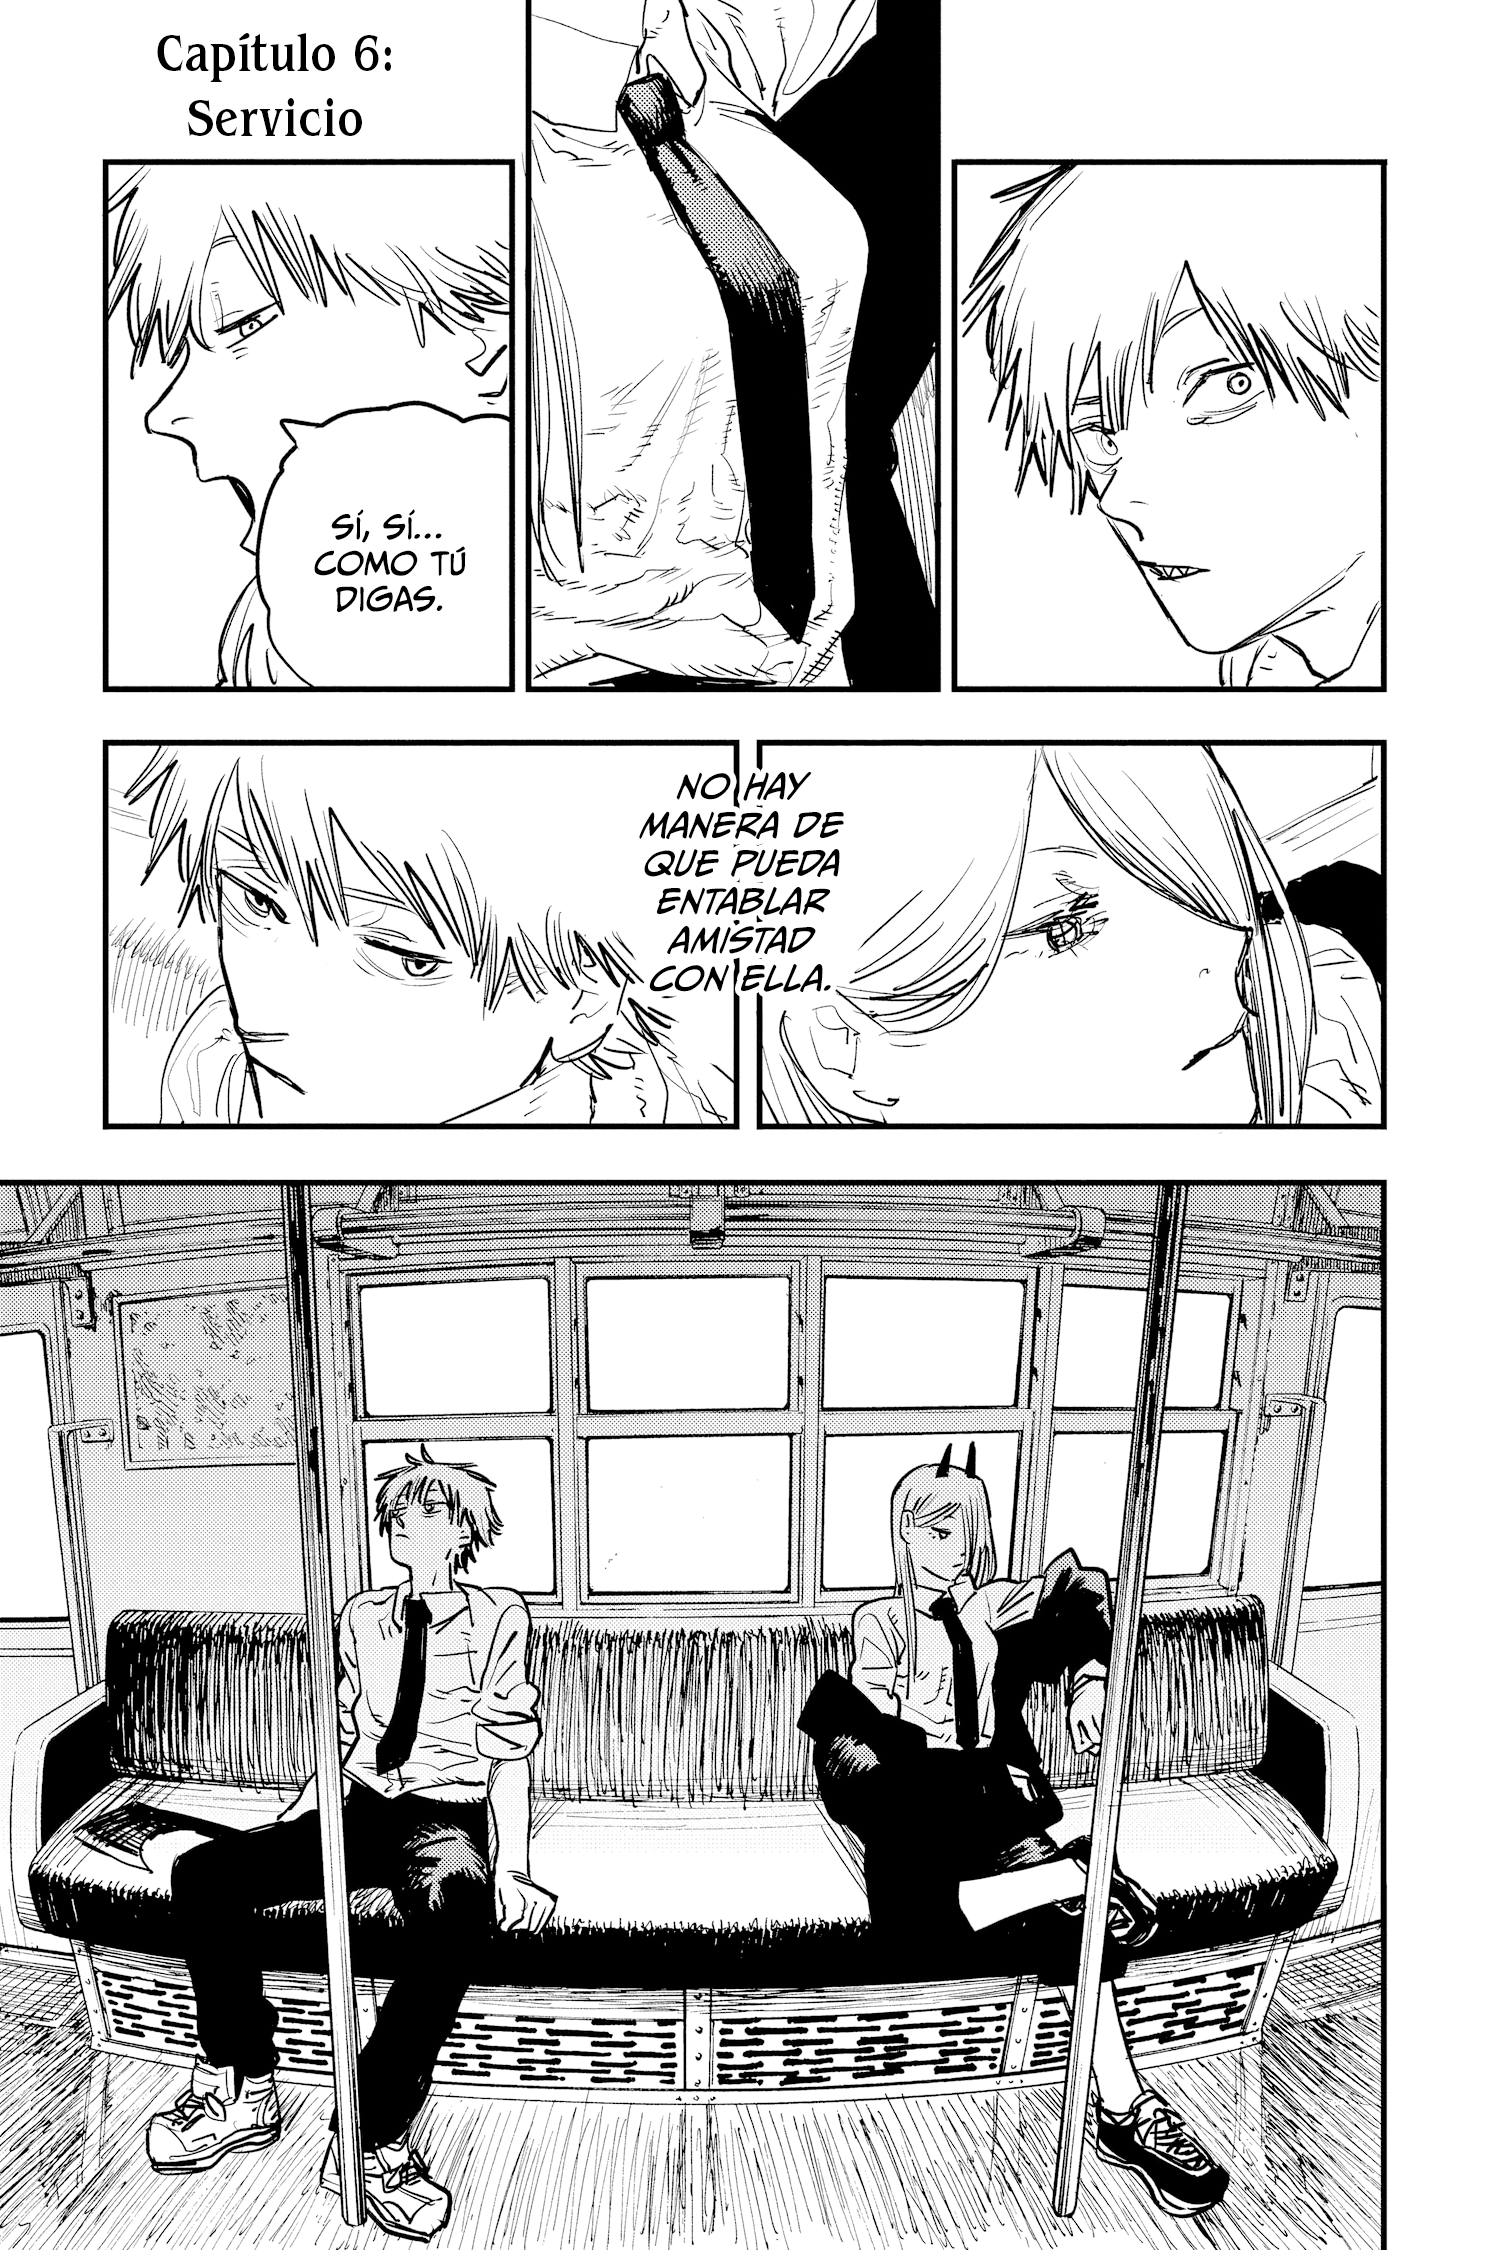 Capítulo 6:
Servicio
SÍ, SÍ...
COMO TÚ
DIGAS.
NO HAY
MANERA DE
QUE PUEDA
ENTABLAR
AMISTAD
CON ELLA.